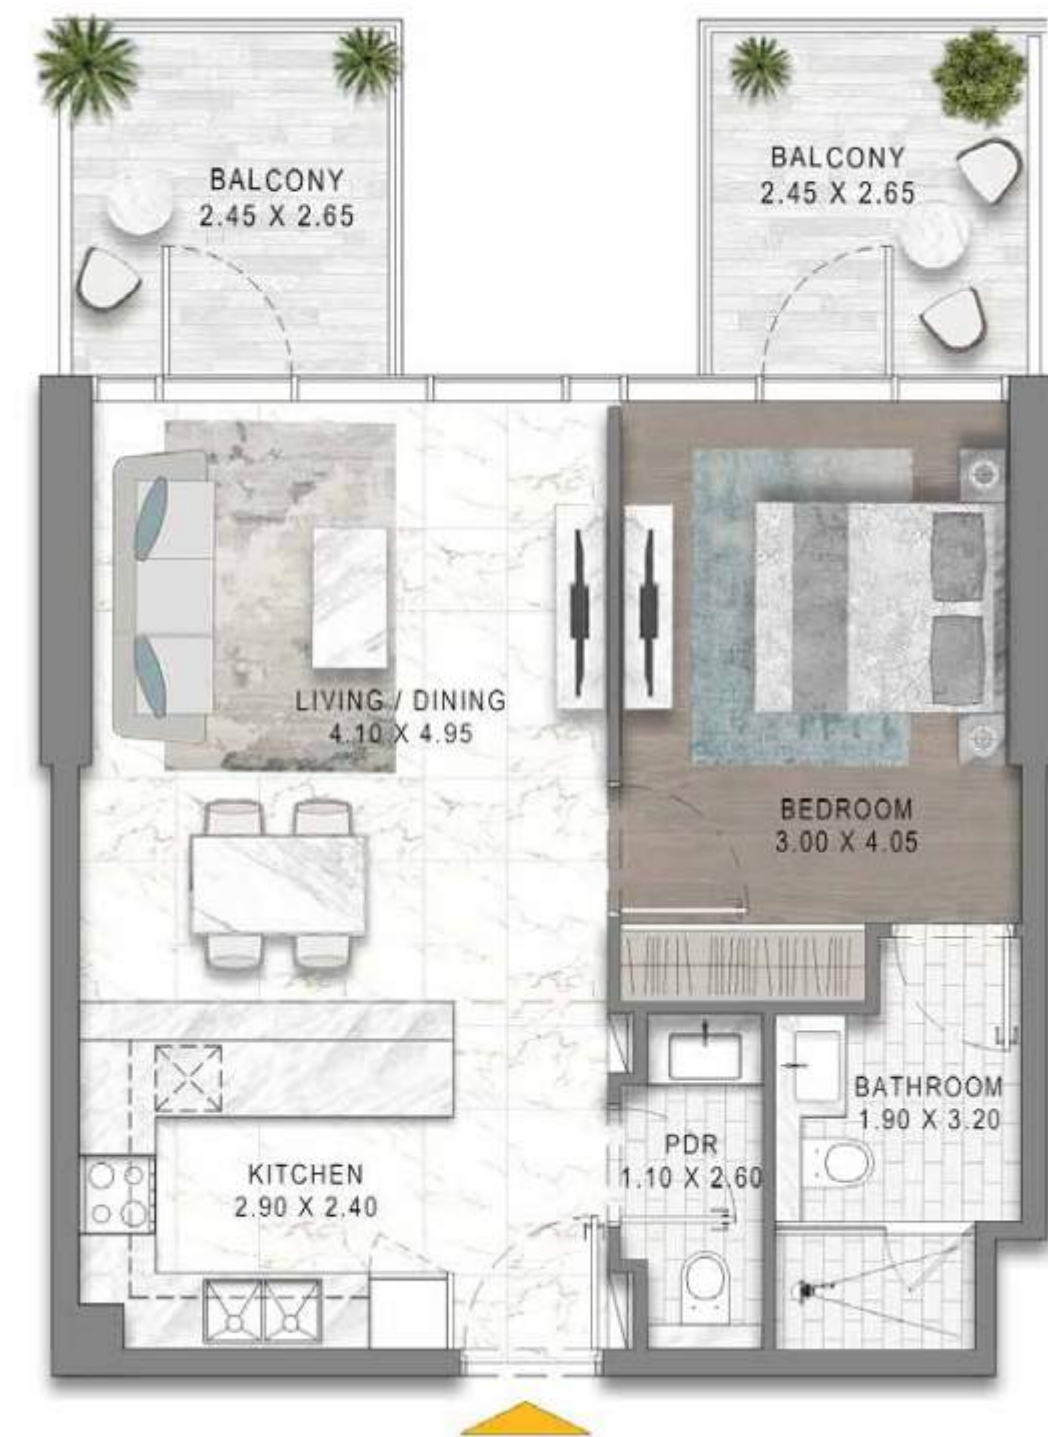 BALCONY
2.45 X 2.65
BALCONY
2.45 X 2.65
LIVING / DINING
4.10 X 4.95
BEDROOM
3.00 X 4.05
KITCHEN
2.90 X 2.40
PDR
1.10 X 2.60
BATHROOM
1.90 X 3.20